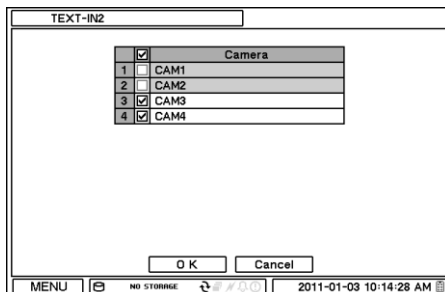 TEXT-IN2
Camera
1 CAM1
2 CAM2
3 CAM3
4 CAM4
O K Cancel
MENU NO STORAGE 2011-01-03 10:14:28 AM